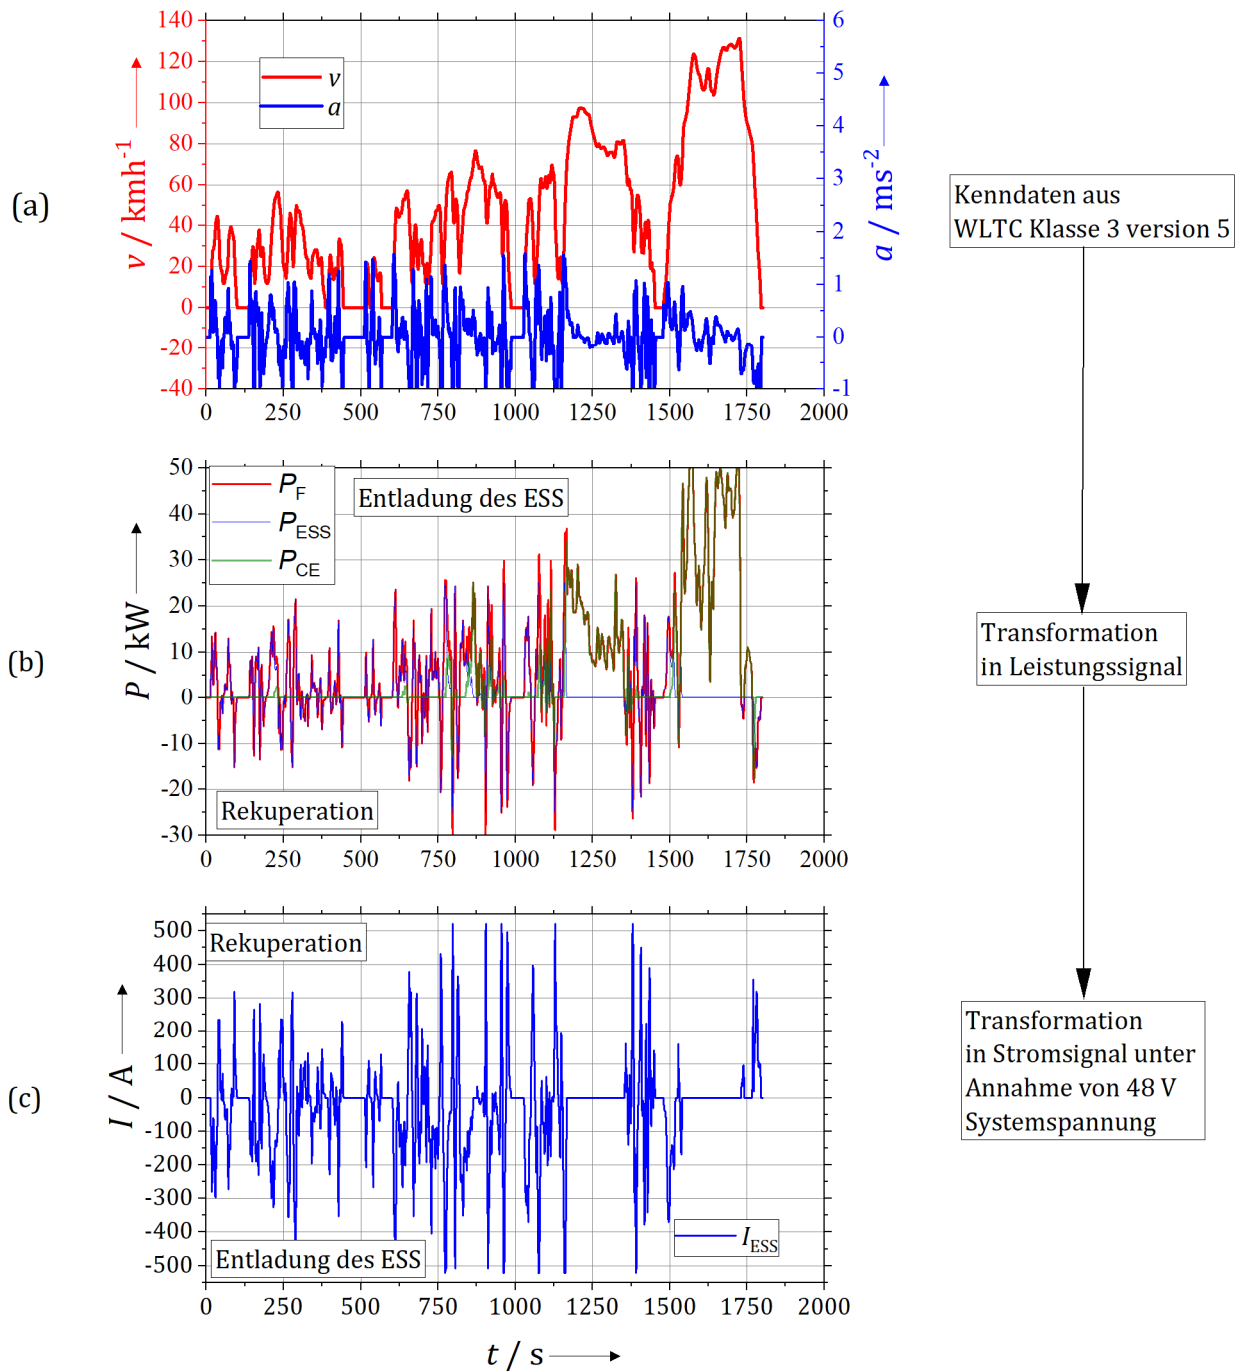 (a)
v / kmh⁻¹
140
120
100
80
60
40
20
0
-20
-40
v
a
6
5
4
3
2
1
0
-1
a / ms⁻²
0 250 500 750 1000 1250 1500 1750 2000
Kenndaten aus
WLTC Klasse 3 version 5
(b)
P / kW
50
40
30
20
10
0
-10
-20
-30
P_F
P_ESS
P_CE
Entladung des ESS
Rekuperation
0 250 500 750 1000 1250 1500 1750 2000
Transformation
in Leistungssignal
(c)
I / A
500
400
300
200
100
0
-100
-200
-300
-400
-500
Rekuperation
Entladung des ESS
I_ESS
0 250 500 750 1000 1250 1500 1750 2000
t / s
Transformation
in Stromsignal unter
Annahme von 48 V
Systemspannung